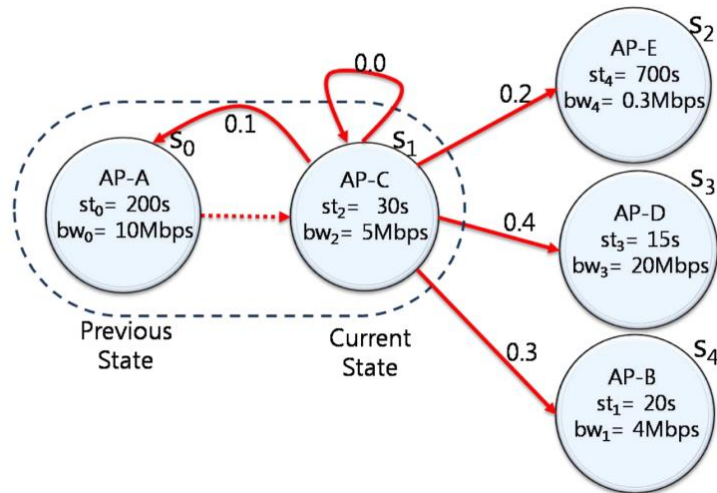 S₂
AP-E
st₄= 700s
bw₄= 0.3Mbps
0.0
0.2
0.1
S₀
S₁
AP-A
st₀= 200s
bw₀= 10Mbps
AP-C
st₂= 30s
bw₂= 5Mbps
S₃
AP-D
st₃= 15s
bw₃= 20Mbps
0.4
Previous
State
Current
State
0.3
S₄
AP-B
st₁= 20s
bw₁= 4Mbps